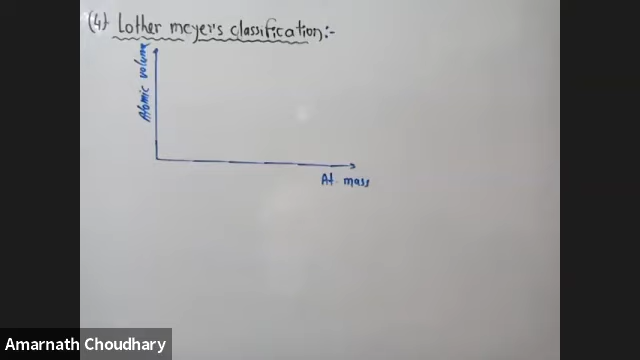 (4) Lother meyer's classification:-
Atomic volume
At. mass
Amarnath Choudhary